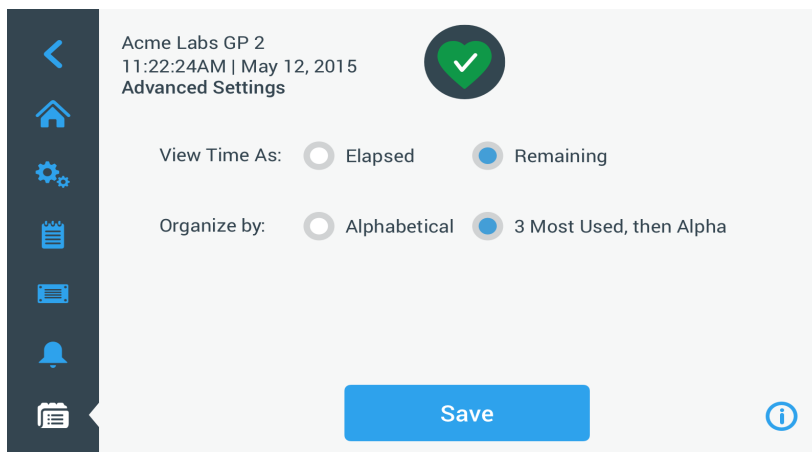 Acme Labs GP 2
11:22:24AM | May 12, 2015
Advanced Settings
View Time As: Elapsed Remaining
Organize by: Alphabetical 3 Most Used, then Alpha
Save